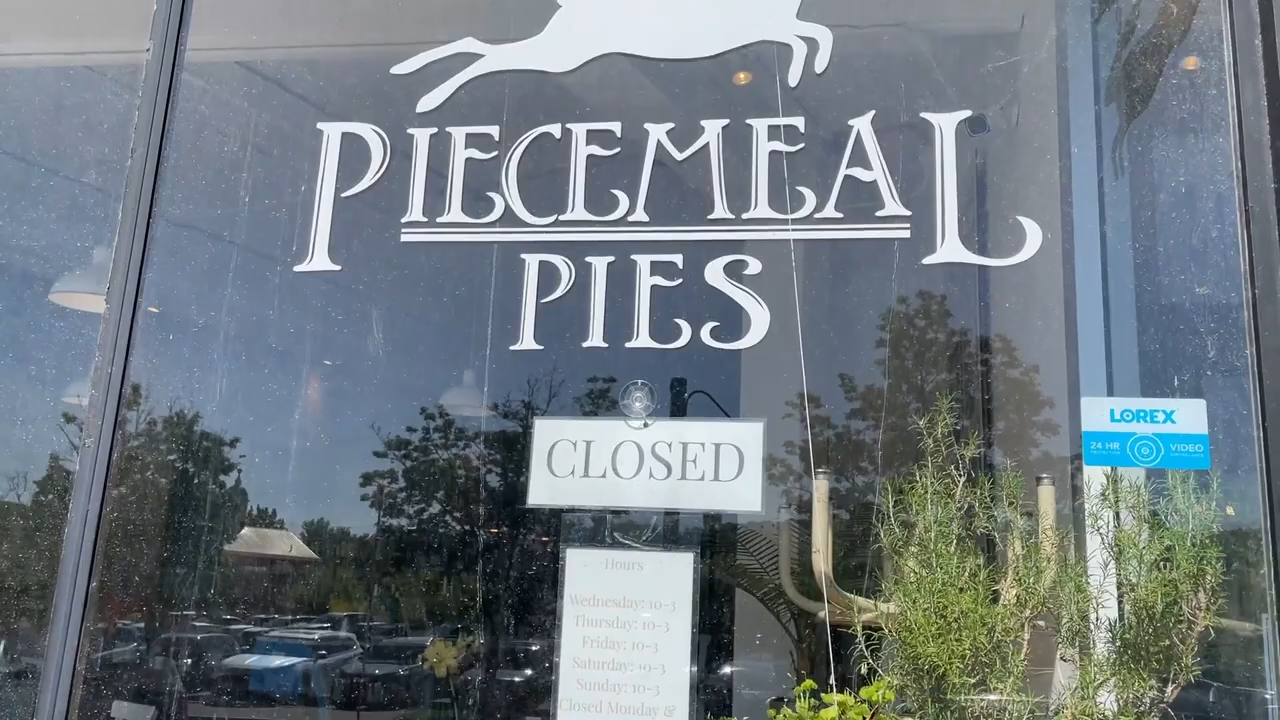 PIECEMEAL
PIES
CLOSED
LOREX
24 HR
VIDEO
Hours
Wednesday: 10-3
Thursday: 10-3
Friday: 10-3
Saturday: 10-3
Sunday: 10-3
Closed Monday &